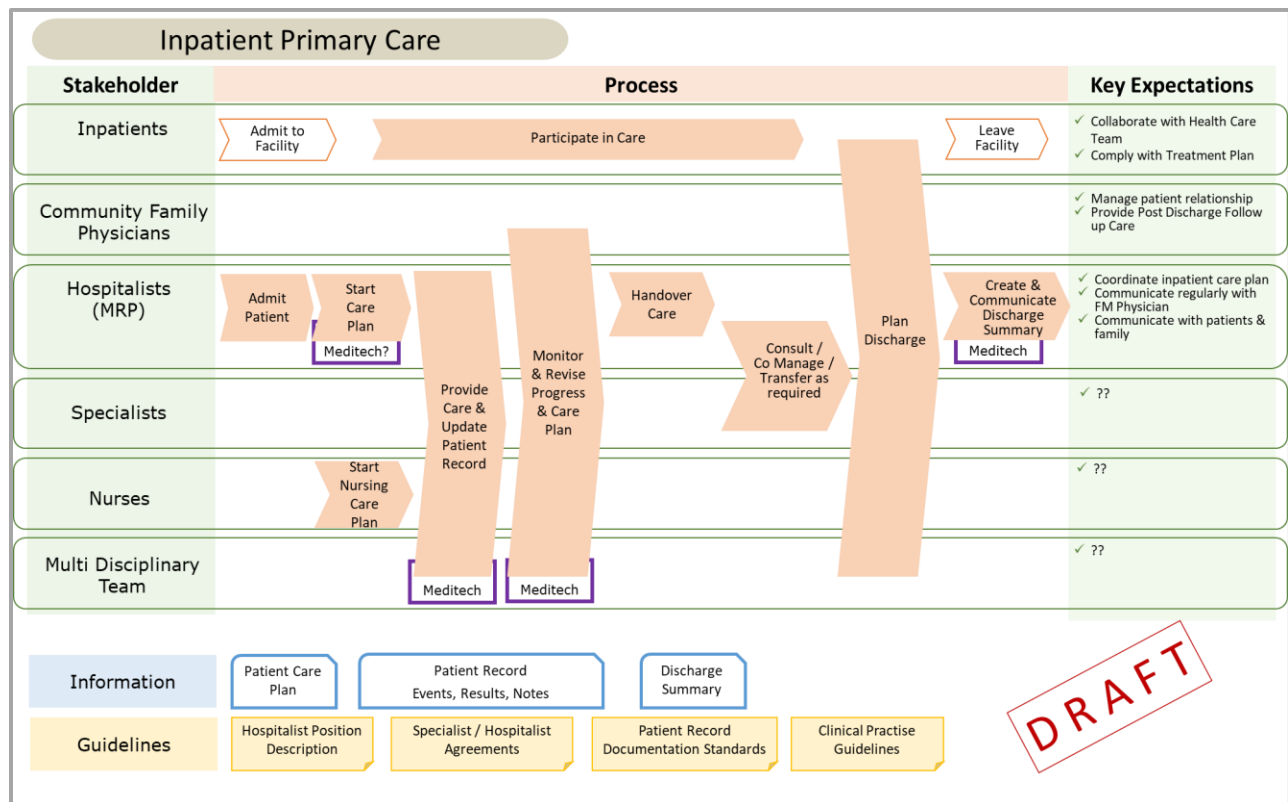 Inpatient Primary Care
Stakeholder
Process
Key Expectations
Inpatients
Admit to
Facility
Participate in Care
Leave
Facility
✓ Collaborate with Health Care
Team
✓ Comply with Treatment Plan
Community Family
Physicians
✓ Manage patient relationship
✓ Provide Post Discharge Follow
up Care
Hospitalists
(MRP)
Admit
Patient
Start
Care
Plan
Meditech?
Provide
Care &
Update
Patient
Record
Meditech
Monitor
& Revise
Progress
& Care
Plan
Meditech
Handover
Care
Consult /
Co Manage /
Transfer as
required
Plan
Discharge
Create &
Communicate
Discharge
Summary
Meditech
✓ Coordinate inpatient care plan
✓ Communicate regularly with
FM Physician
✓ Communicate with patients &
family
Specialists
✓ ??
Nurses
Start
Nursing
Care
Plan
✓ ??
Multi Disciplinary
Team
✓ ??
Information
Patient Care
Plan
Patient Record
Events, Results, Notes
Discharge
Summary
Guidelines
Hospitalist Position
Description
Specialist / Hospitalist
Agreements
Patient Record
Documentation Standards
Clinical Practise
Guidelines
DRAFT